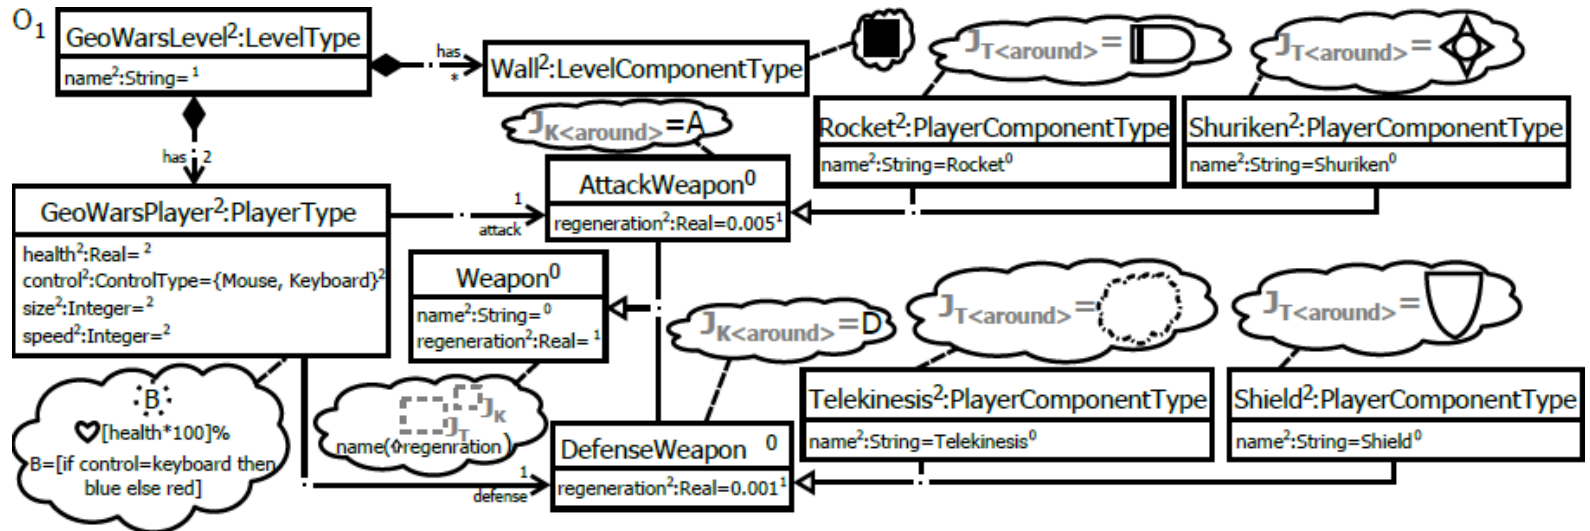 O1
GeoWarsLevel2:LevelType
name2:String= 1
has
*
Wall2:LevelComponentType
JT<around>=
JT<around>=
JK<around>=A
Rocket2:PlayerComponentType
name2:String=Rocket0
Shuriken2:PlayerComponentType
name2:String=Shuriken0
has 2
GeoWarsPlayer2:PlayerType
health2:Real= 2
control2:ControlType={Mouse, Keyboard}2
size2:Integer=2
speed2:Integer=2
1
attack
AttackWeapon0
regeneration2:Real=0.0051
Weapon0
name2:String= 0
regeneration2:Real= 1
JK<around>=D
JT<around>=
JT<around>=
B
[health*100]%
B=[if control=keyboard then
blue else red]
JK
JT
name(⇧regenration)
1
defense
DefenseWeapon 0
regeneration2:Real=0.0011
Telekinesis2:PlayerComponentType
name2:String=Telekinesis0
Shield2:PlayerComponentType
name2:String=Shield0